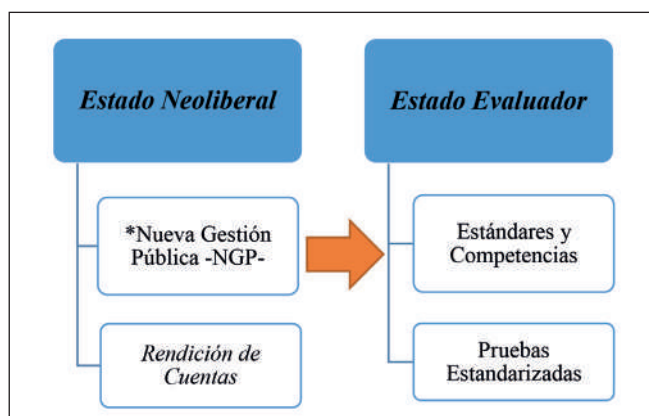 Estado Neoliberal
*Nueva Gestión
Pública -NGP-
Rendición de
Cuentas
Estado Evaluador
Estándares y
Competencias
Pruebas
Estandarizadas